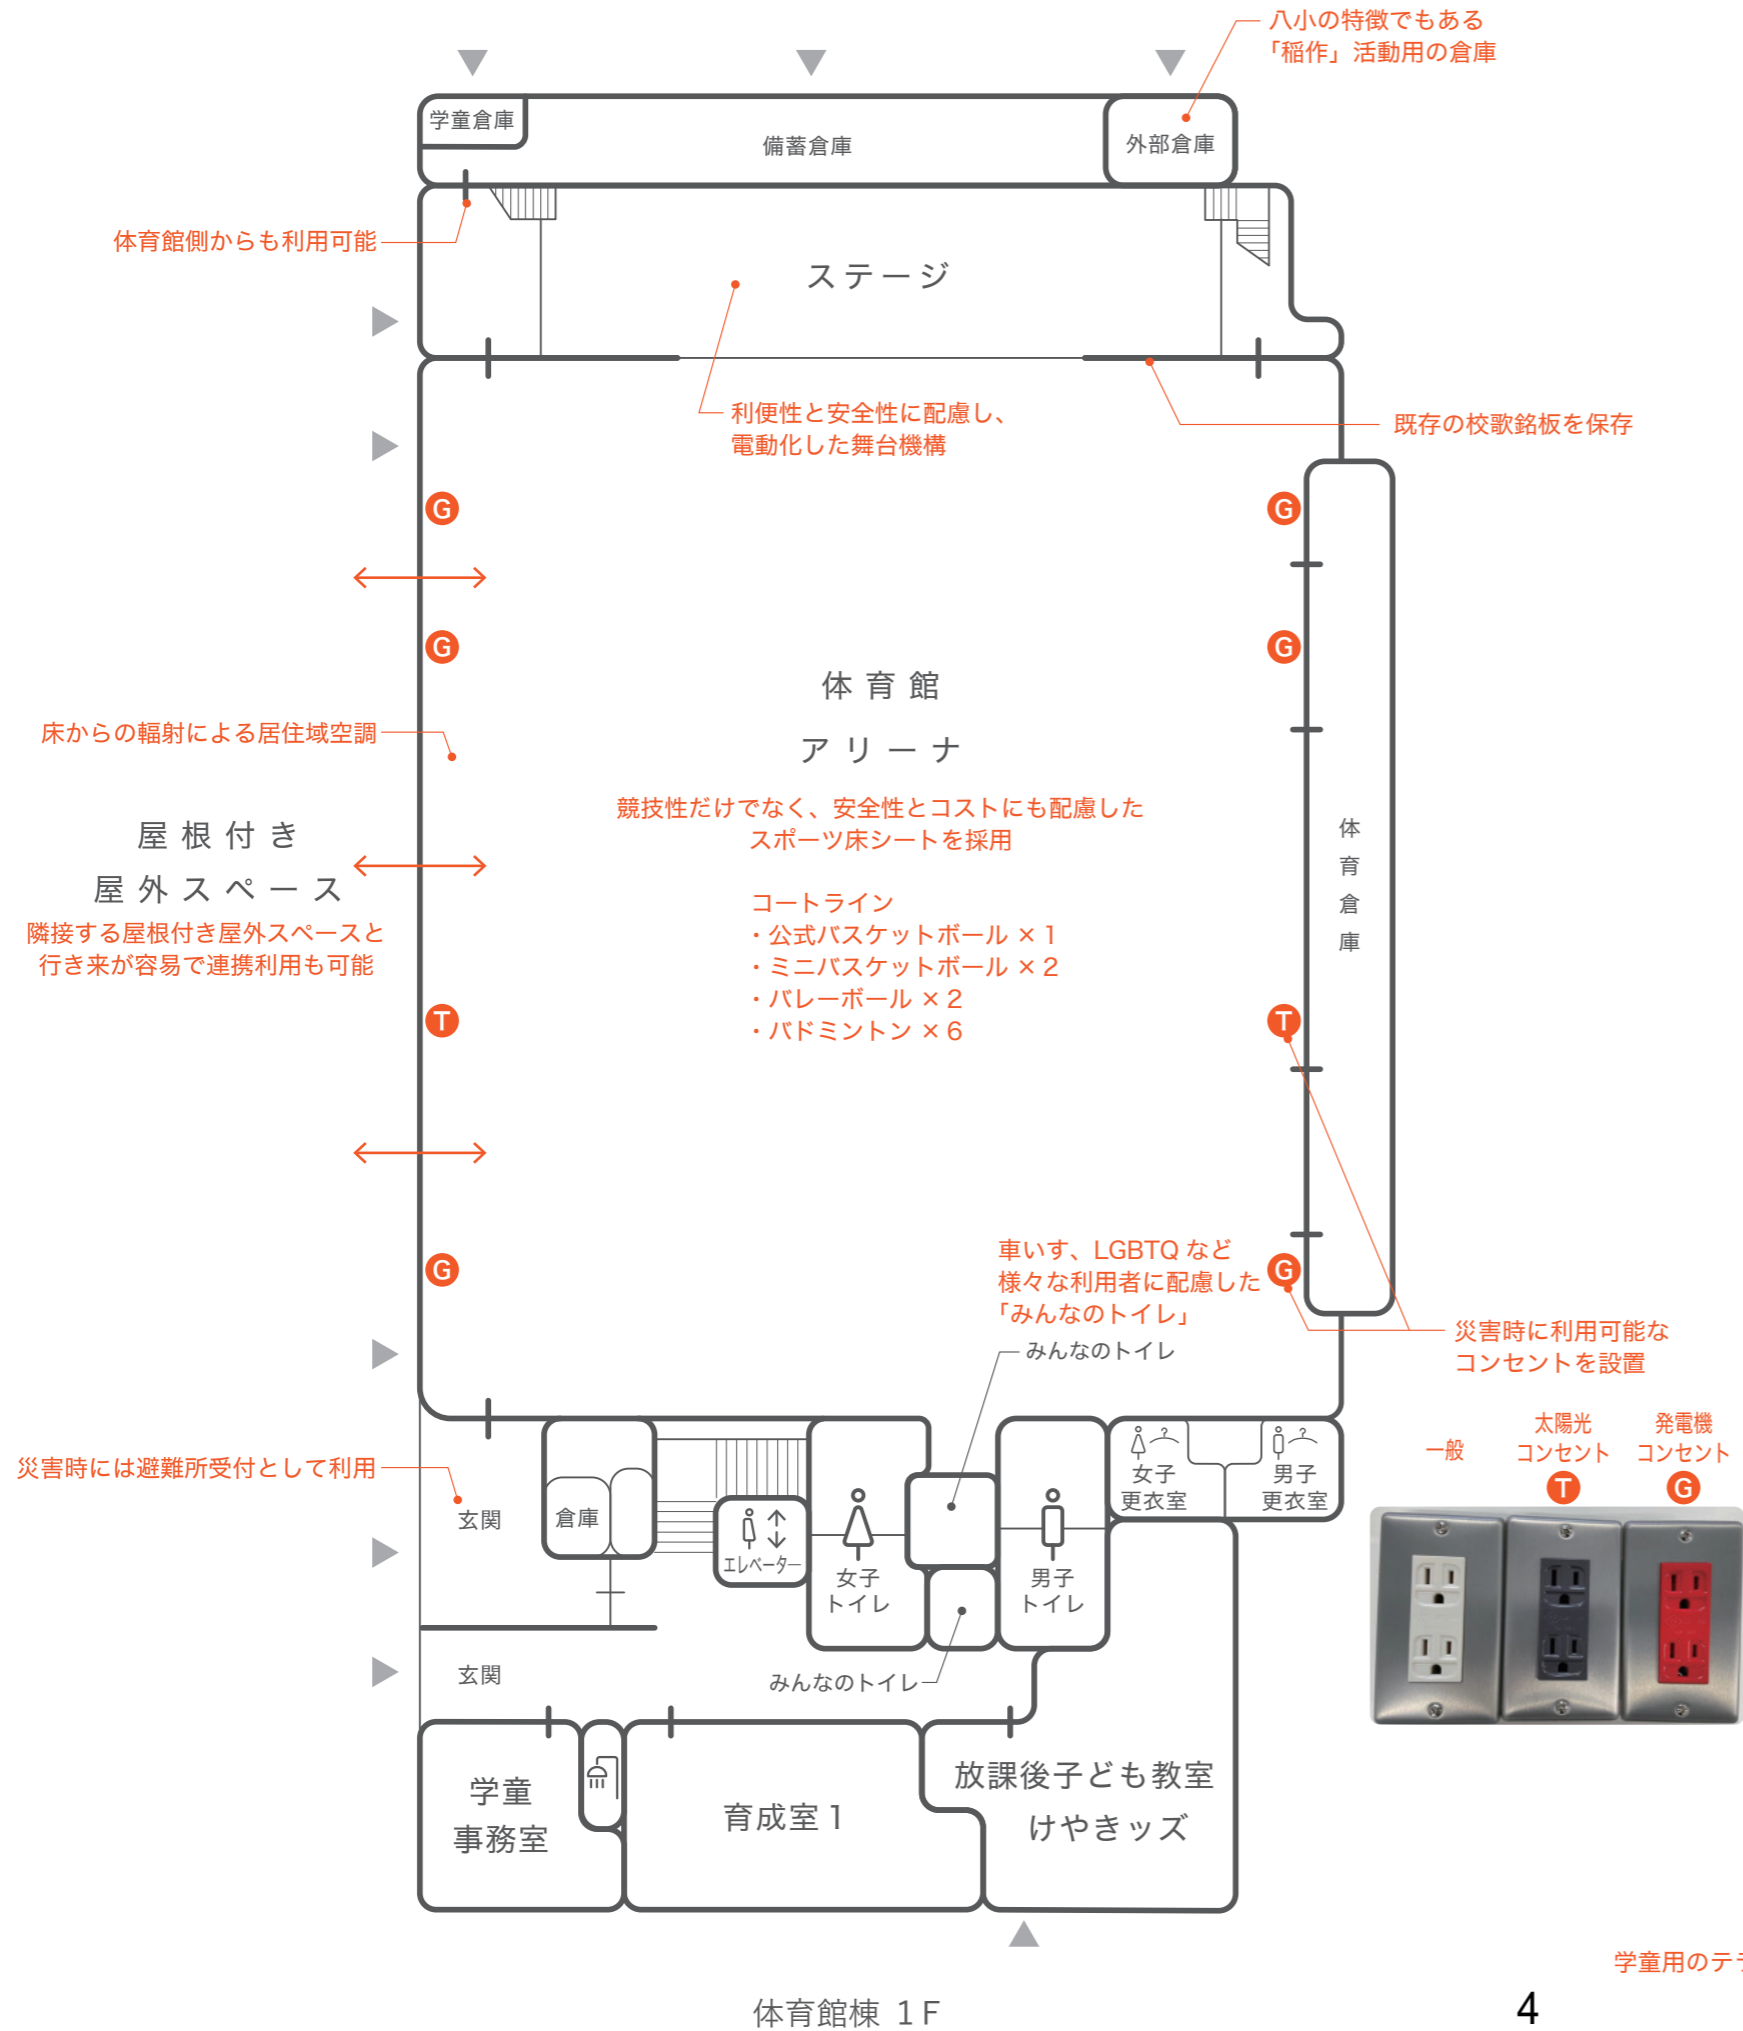 八小の特徴でもある
「稲作」活動用の倉庫
学童倉庫
備蓄倉庫
外部倉庫
体育館側からも利用可能
ステージ
利便性と安全性に配慮し、
電動化した舞台機構
既存の校歌銘板を保存
G
G
G
G
体育館
アリーナ
床からの輻射による居住域空調
競技性だけでなく、安全性とコストにも配慮した
スポーツ床シートを採用
屋根付き
屋外スペース
隣接する屋根付き屋外スペースと
行き来が容易で連携利用も可能
コートライン
・公式バスケットボール ×1
・ミニバスケットボール ×2
・バレーボール ×2
・バドミントン ×6
体育倉庫
T
T
車いす、LGBTQ など
様々な利用者に配慮した
「みんなのトイレ」
G
G
みんなのトイレ
災害時に利用可能な
コンセントを設置
一般
太陽光
コンセント
T
発電機
コンセント
G
災害時には避難所受付として利用
玄関
倉庫
エレベーター
女子
トイレ
男子
トイレ
女子
更衣室
男子
更衣室
玄関
みんなのトイレ
学童
事務室
育成室1
放課後子ども教室
けやきッズ
学童用のテ
体育館棟 1F
4